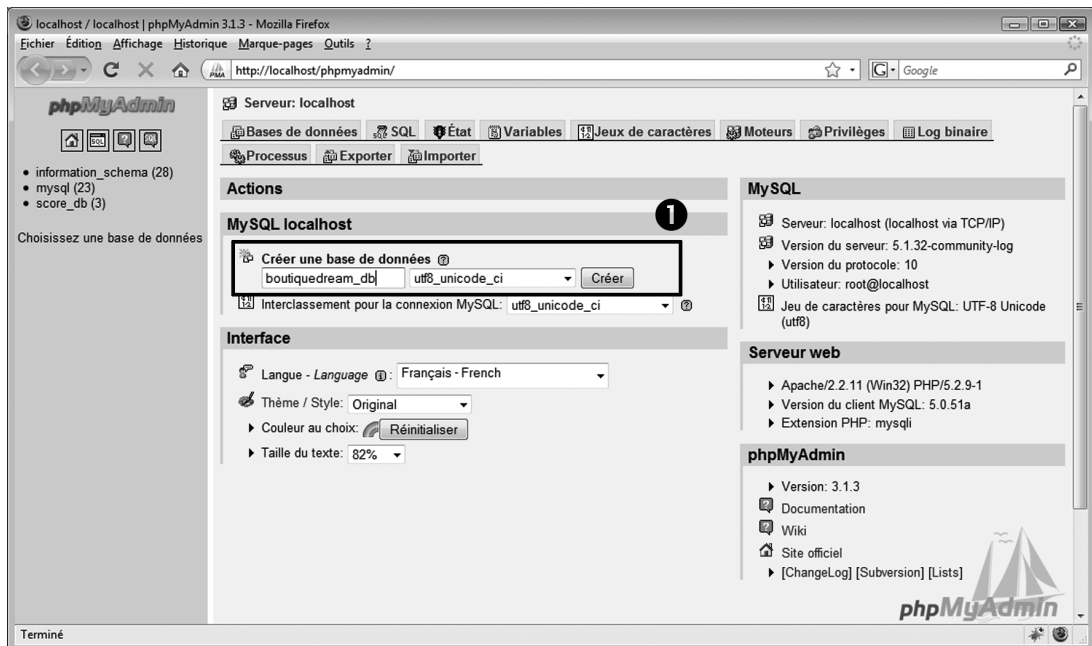 localhost / localhost | phpMyAdmin 3.1.3 - Mozilla Firefox
Fichier Édition Affichage Historique Marque-pages Outils ?
PMA http://localhost/phpmyadmin/ G Google
phpMyAdmin
SQL
information_schema (28)
mysql (23)
score_db (3)
Choisissez une base de données
Serveur: localhost
Bases de données SQL État Variables Jeux de caractères Moteurs Privilèges Log binaire
Processus Exporter Importer
Actions
MySQL localhost
1
Créer une base de données
boutiquedream_db utf8_unicode_ci Créer
Interclassement pour la connexion MySQL: utf8_unicode_ci
Interface
Langue - Language : Français - French
Thème / Style: Original
Couleur au choix: Réinitialiser
Taille du texte: 82%
MySQL
Serveur: localhost (localhost via TCP/IP)
Version du serveur: 5.1.32-community-log
Version du protocole: 10
Utilisateur: root@localhost
Jeu de caractères pour MySQL: UTF-8 Unicode
(utf8)
Serveur web
Apache/2.2.11 (Win32) PHP/5.2.9-1
Version du client MySQL: 5.0.51a
Extension PHP: mysqli
phpMyAdmin
Version: 3.1.3
Documentation
Wiki
Site officiel
[ChangeLog] [Subversion] [Lists]
phpMyAdmin
Terminé